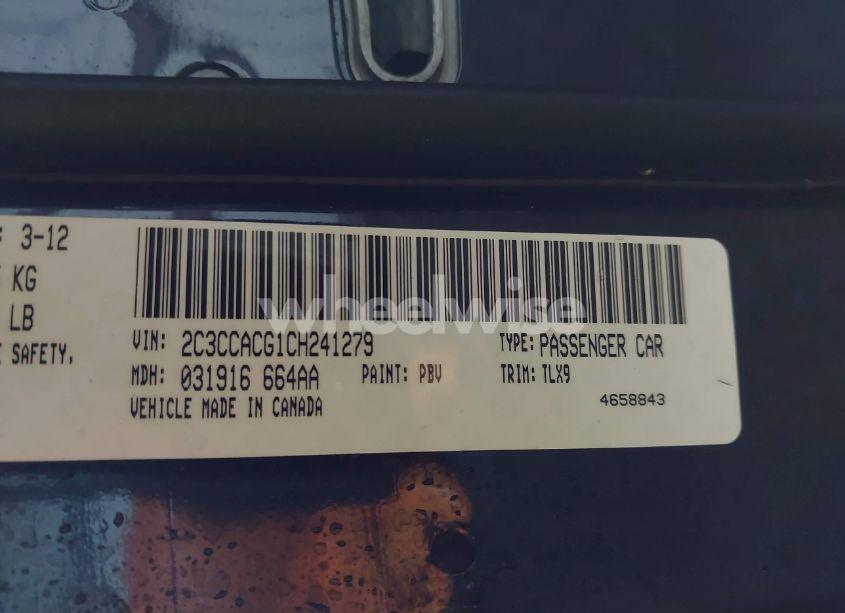 3-12
KG
LB
SAFETY.
wheelwise
VIN: 2C3CCACG1CH241279 TYPE: PASSENGER CAR
MDH: 031916 664AA PAINT: PBV TRIM: TLX9
VEHICLE MADE IN CANADA 4658843